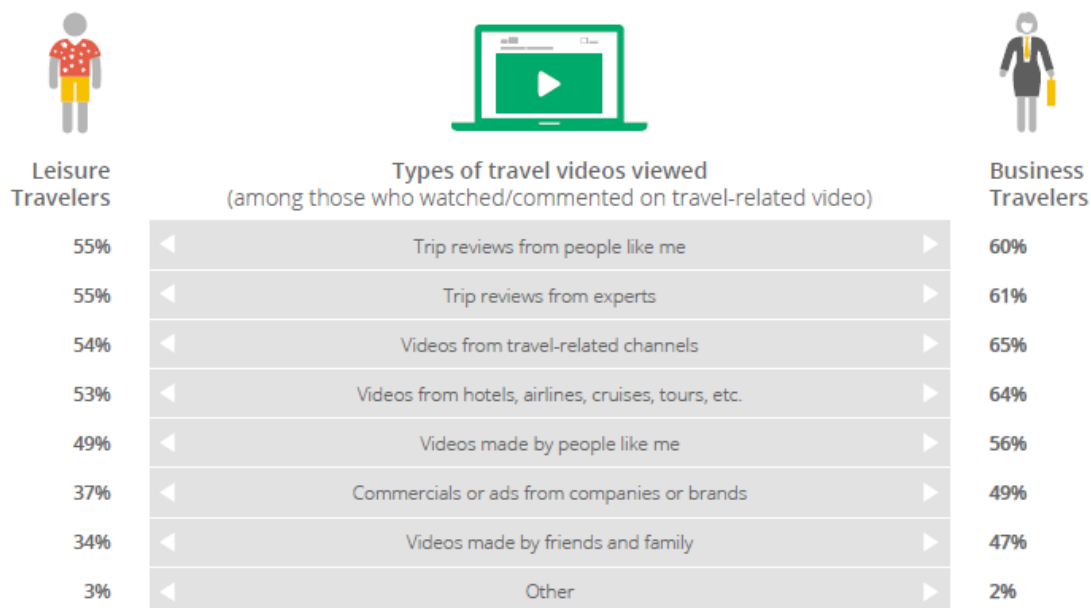 Leisure
Travelers
Types of travel videos viewed
(among those who watched/commented on travel-related video)
Business
Travelers
55% Trip reviews from people like me 60%
55% Trip reviews from experts 61%
54% Videos from travel-related channels 65%
53% Videos from hotels, airlines, cruises, tours, etc. 64%
49% Videos made by people like me 56%
37% Commercials or ads from companies or brands 49%
34% Videos made by friends and family 47%
3% Other 2%